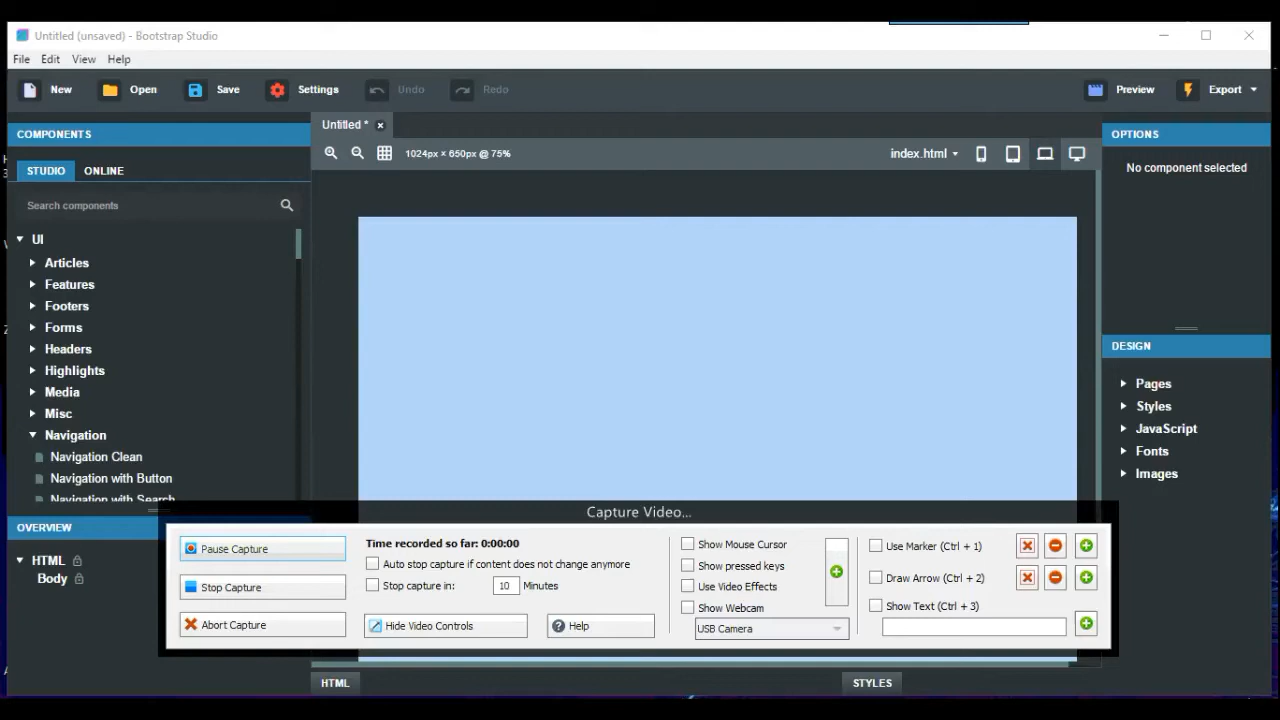 Untitled (unsaved) - Bootstrap Studio
File Edit View Help
New Open Save Settings Undo Redo Preview Export
COMPONENTS
Untitled *
OPTIONS
1024px × 650px @ 75%
index.html
No component selected
STUDIO ONLINE
Search components
UI
Articles
Features
Footers
Forms
Headers
Highlights
Media
Misc
Navigation
Navigation Clean
Navigation with Button
Navigation with Search
DESIGN
Pages
Styles
JavaScript
Fonts
Images
OVERVIEW
HTML
Body
Capture Video...
Pause Capture
Stop Capture
Abort Capture
Time recorded so far: 0:00:00
Auto stop capture if content does not change anymore
Stop capture in: 10 Minutes
Hide Video Controls
Help
Show Mouse Cursor
Show pressed keys
Use Video Effects
Show Webcam
USB Camera
Use Marker (Ctrl + 1)
Draw Arrow (Ctrl + 2)
Show Text (Ctrl + 3)
HTML
STYLES